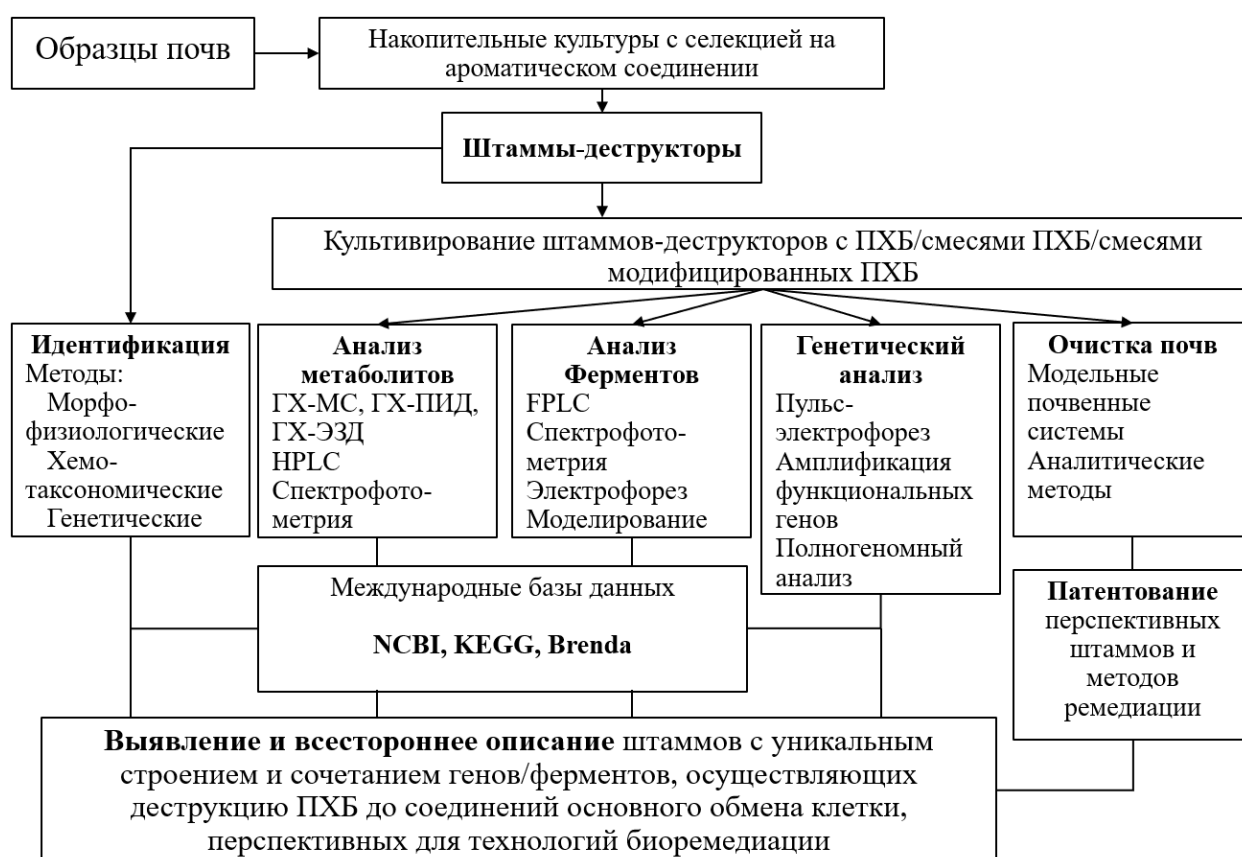 Образцы почв
Накопительные культуры с селекцией на
ароматическом соединении
Штаммы-деструкторы
Культивирование штаммов-деструкторов с ПХБ/смесями ПХБ/смесями
модифицированных ПХБ
Идентификация
Методы:
Морфо-
физиологические
Хемо-
таксономические
Генетические
Анализ
метаболитов
ГХ-МС, ГХ-ПИД,
ГХ-ЭЗД
HPLC
Спектрофото-
метрия
Анализ
Ферментов
FPLC
Спектрофото-
метрия
Электрофорез
Моделирование
Генетический
анализ
Пульс-
электрофорез
Амплификация
функциональных
генов
Полногеномный
анализ
Очистка почв
Модельные
почвенные
системы
Аналитические
методы
Международные базы данных
NCBI, KEGG, Brenda
Патентование
перспективных
штаммов и
методов
ремедиации
Выявление и всестороннее описание штаммов с уникальным
строением и сочетанием генов/ферментов, осуществляющих
деструкцию ПХБ до соединений основного обмена клетки,
перспективных для технологий биоремедиации